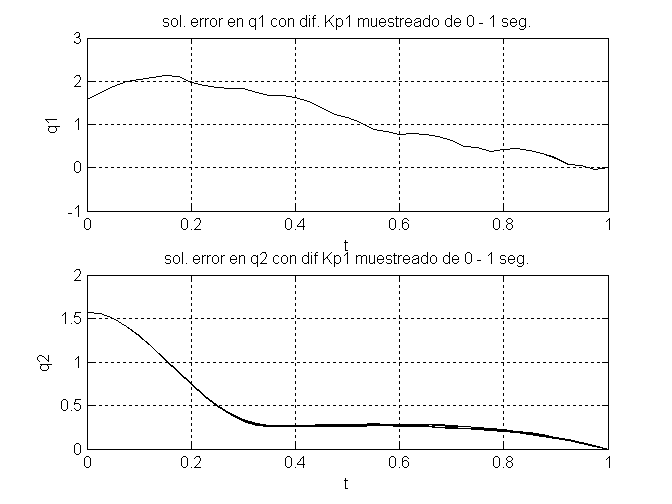 sol. error en q1 con dif. Kp1 muestreado de 0 - 1 seg.
3
2
1
0
-1
q1
0 0.2 0.4 0.6 0.8 1
t
sol. error en q2 con dif Kp1 muestreado de 0 - 1 seg.
2
1.5
1
0.5
0
q2
0 0.2 0.4 0.6 0.8 1
t